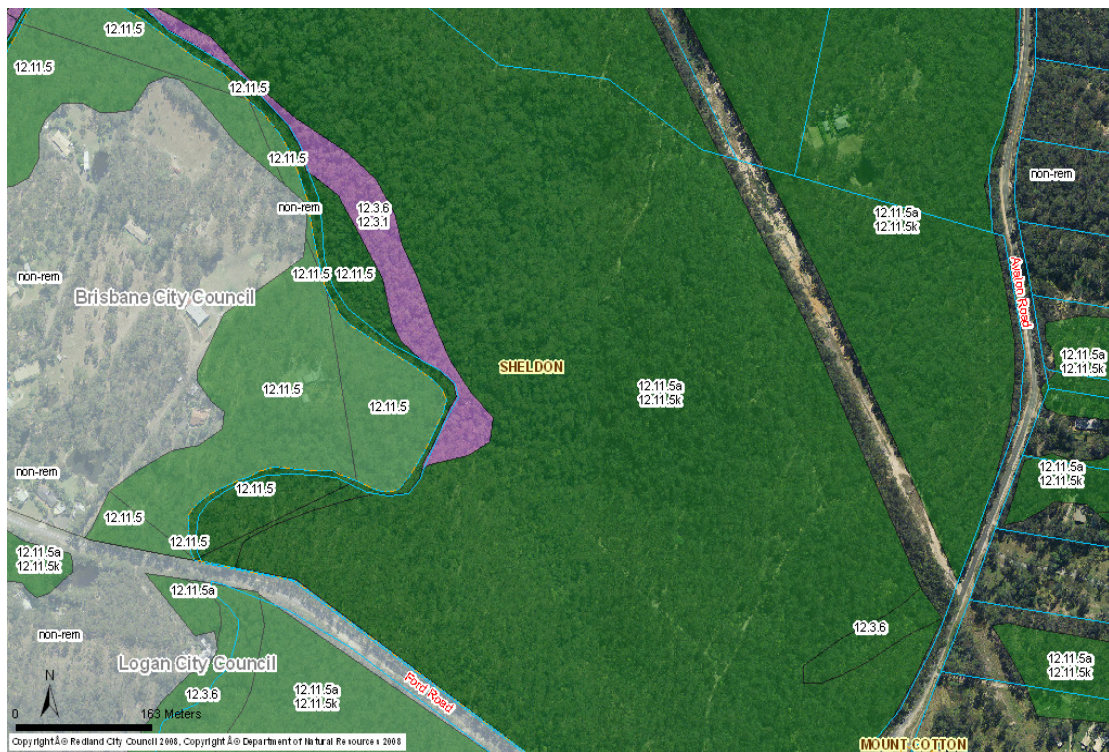 12.11.5
12.11.5
12.11.5
12.11.5
non-rem
12.3.6
12.3.1
12.11.5a
12.11.5k
non-rem
non-rem
12.11.5
12.11.5
Brisbane City Council
Avalon Road
SHELDON
12.11.5a
12.11.5k
12.11.5a
12.11.5k
12.11.5
12.11.5
non-rem
12.11.5
12.11.5a
12.11.5k
12.11.5
12.11.5
12.11.5a
12.11.5k
12.11.5a
non-rem
12.3.6
Logan City Council
12.11.5a
12.11.5k
N
12.3.6
12.11.5a
12.11.5k
Ford Road
0
163 Meters
Copyright Â© Redland City Council 2008, Copyright Â© Department of Natural Resources 2008
MOUNT COTTON